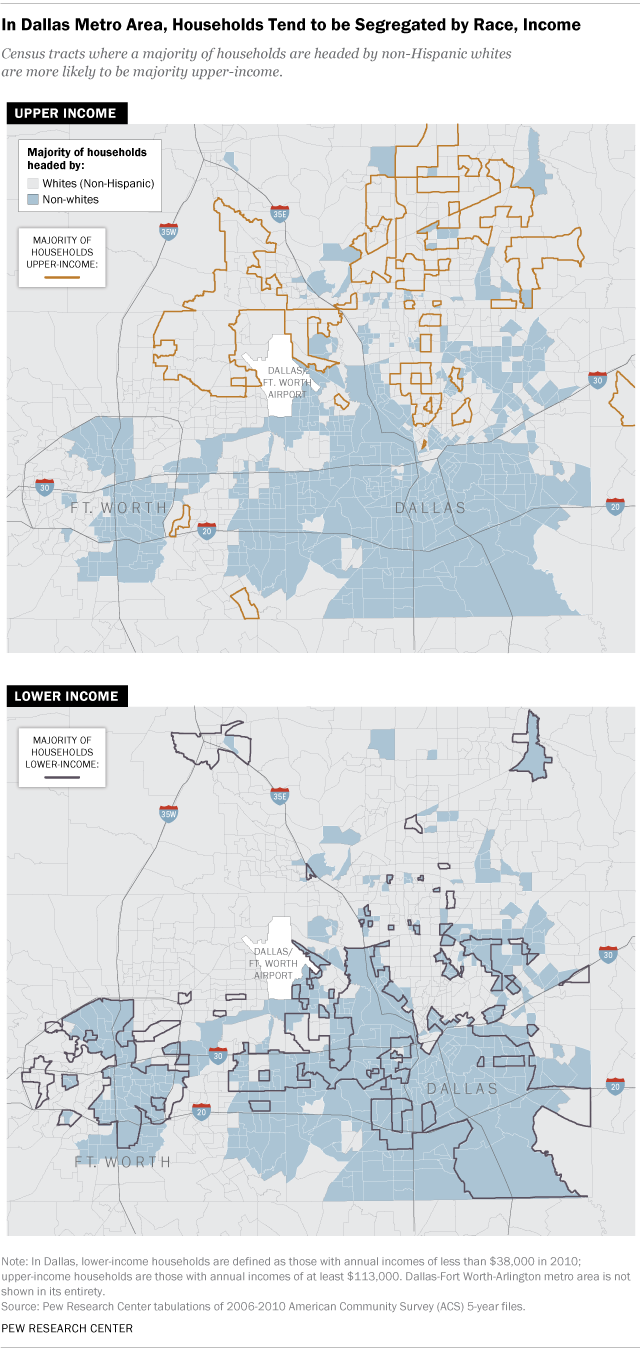 In Dallas Metro Area, Households Tend to be Segregated by Race, Income
Census tracts where a majority of households are headed by non-Hispanic whites
are more likely to be majority upper-income.
UPPER INCOME
Majority of households
headed by:
Whites (Non-Hispanic)
Non-whites
MAJORITY OF
HOUSEHOLDS
UPPER-INCOME:
35W
35E
DALLAS/
FT. WORTH
AIRPORT
30
30
FT. WORTH
DALLAS
20
20
LOWER INCOME
MAJORITY OF
HOUSEHOLDS
LOWER-INCOME:
35E
35W
DALLAS/
FT. WORTH
AIRPORT
30
30
20
DALLAS
20
FT. WORTH
Note: In Dallas, lower-income households are defined as those with annual incomes of less than $38,000 in 2010;
upper-income households are those with annual incomes of at least $113,000. Dallas-Fort Worth-Arlington metro area is not
shown in its entirety.
Source: Pew Research Center tabulations of 2006-2010 American Community Survey (ACS) 5-year files.
PEW RESEARCH CENTER